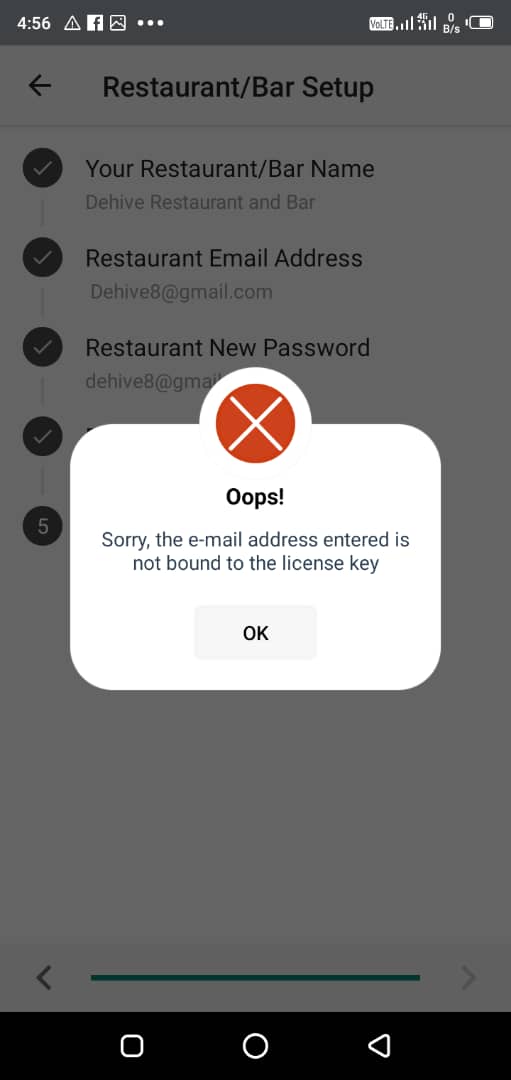 4:56 VoLTE 4G 0 B/s
Restaurant/Bar Setup
Your Restaurant/Bar Name
Dehive Restaurant and Bar
Restaurant Email Address
Dehive8@gmail.com
Restaurant New Password
dehive8@gmai
5
Oops!
Sorry, the e-mail address entered is
not bound to the license key
OK